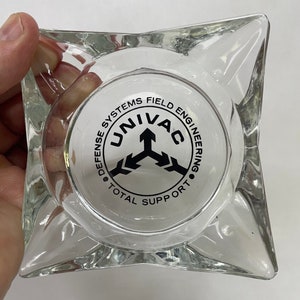 DEFENSE SYSTEMS FIELD ENGINEERING
UNIVAC
• TOTAL SUPPORT •